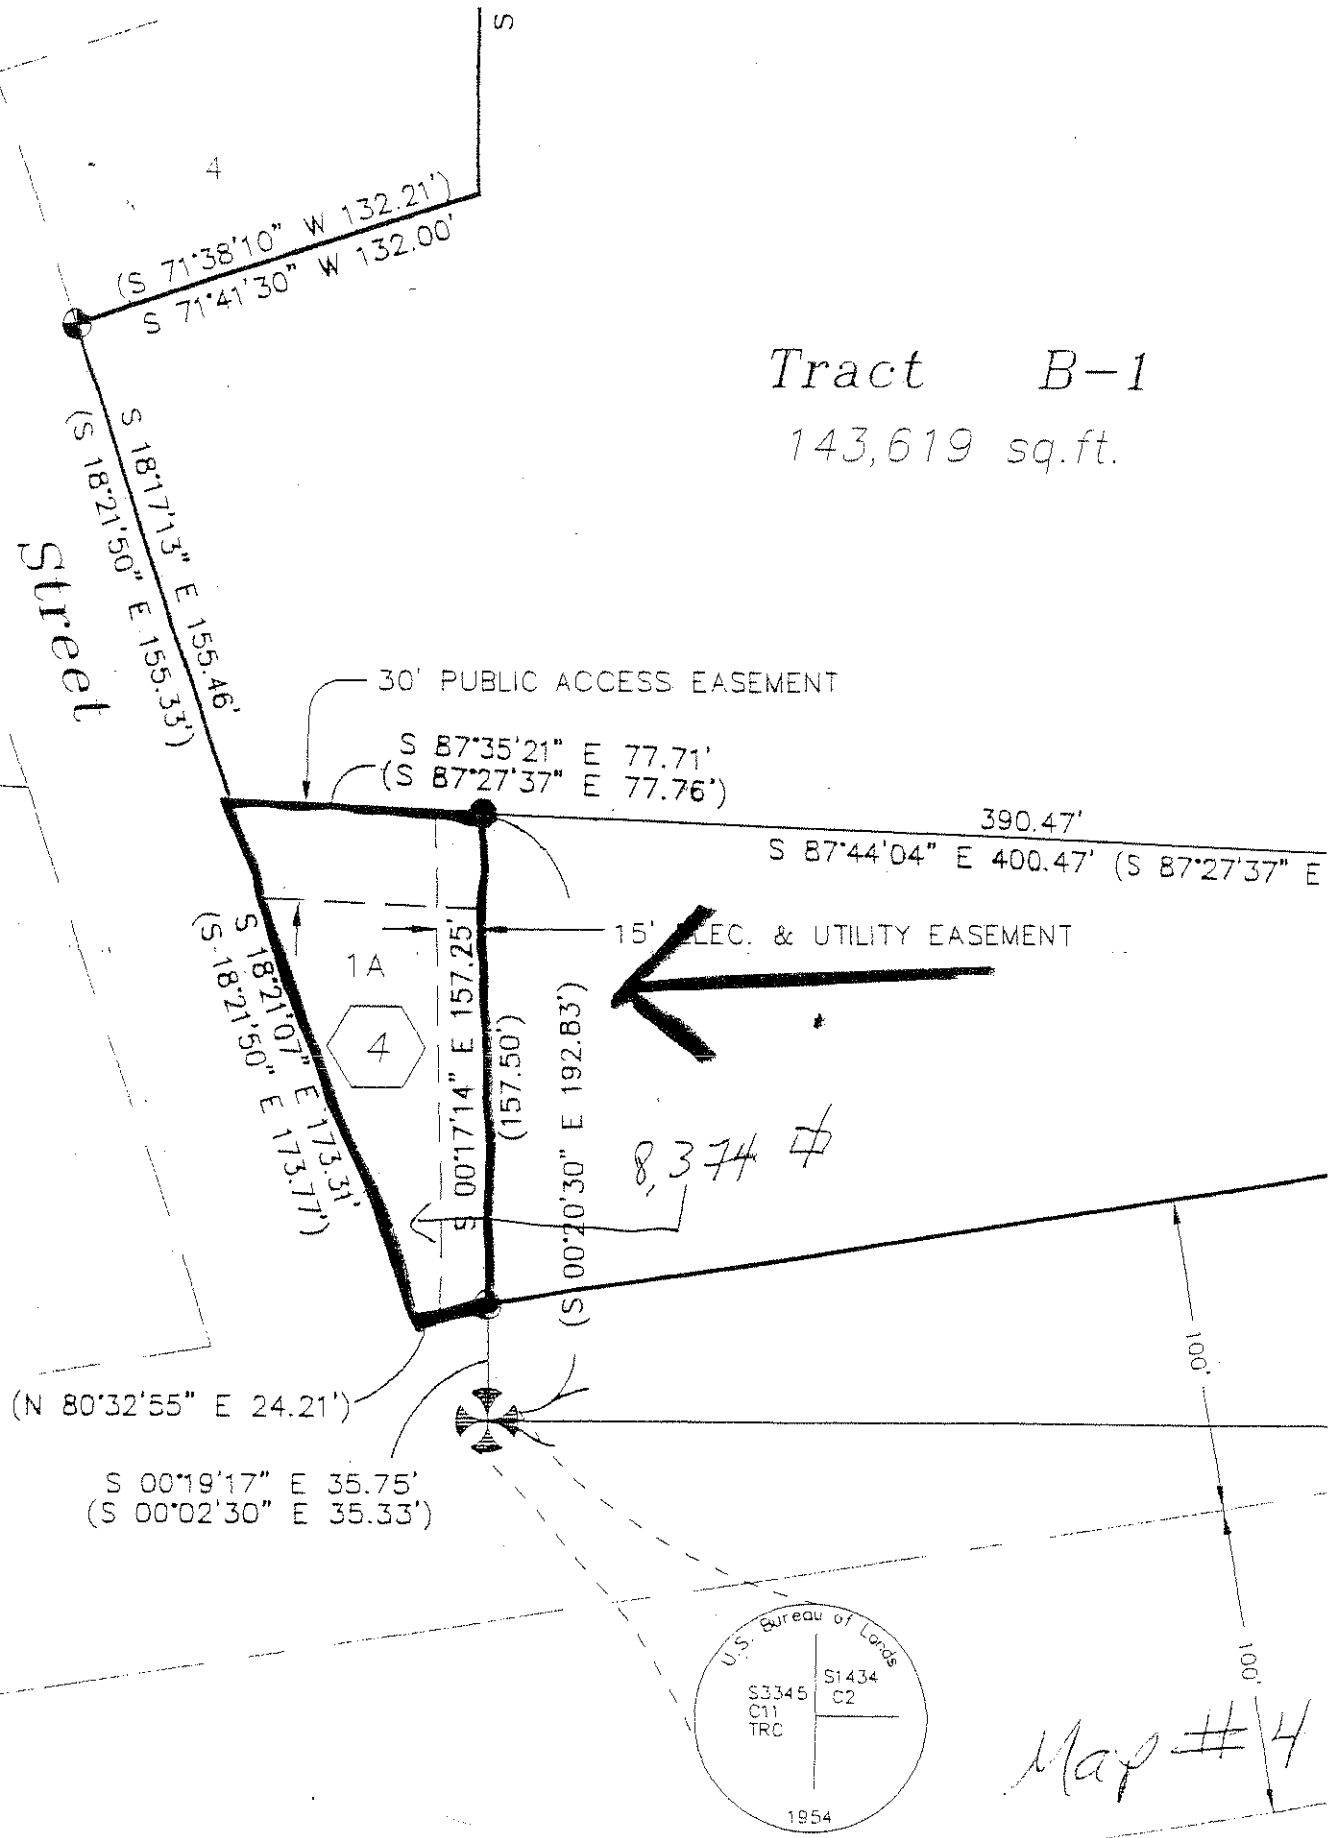 S
4
(S 71°38'10" W 132.21')
S 71°41'30" W 132.00'
Tract B-1
143,619 sq.ft.
S 18°17'13" E 155.46'
(S 18°21'50" E 155.33')
Street
30' PUBLIC ACCESS EASEMENT
S 87°35'21" E 77.71'
(S 87°27'37" E 77.76')
390.47'
S 87°44'04" E 400.47' (S 87°27'37" E
15' ELEC. & UTILITY EASEMENT
1A
4
S 18°21'07" E 173.31'
(S 18°21'50" E 173.77')
S 00°17'14" E 157.25'
(157.50')
(S 00°20'30" E 192.83')
8,374
100'
(N 80°32'55" E 24.21')
S 00°19'17" E 35.75'
(S 00°02'30" E 35.33')
100'
U.S. Bureau of Lands
S3345
C11
TRC
S1434
C2
1954
Map #4